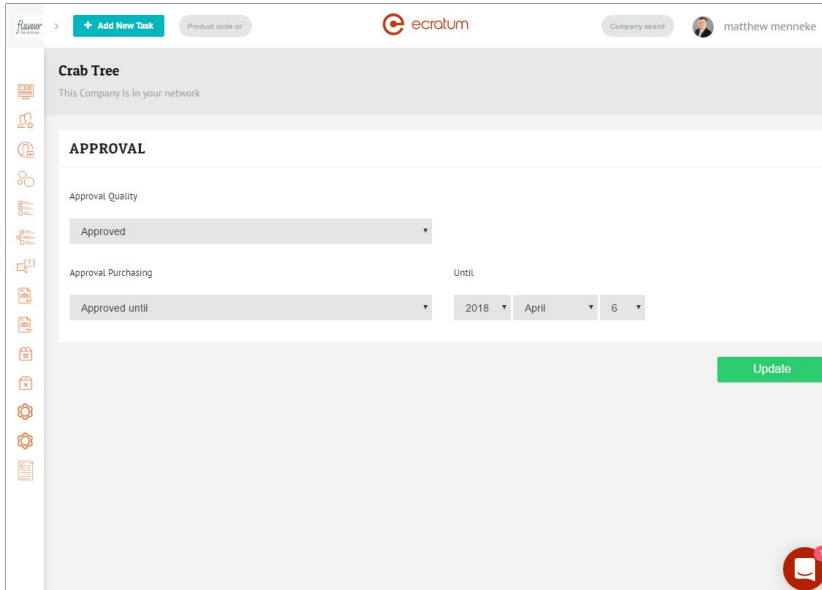 flavour
+ Add New Task
Product code or
ecratum
Company search
matthew menneke
Crab Tree
This Company is in your network
APPROVAL
Approval Quality
Approved
Approval Purchasing
Until
Approved until
2018
April
6
Update